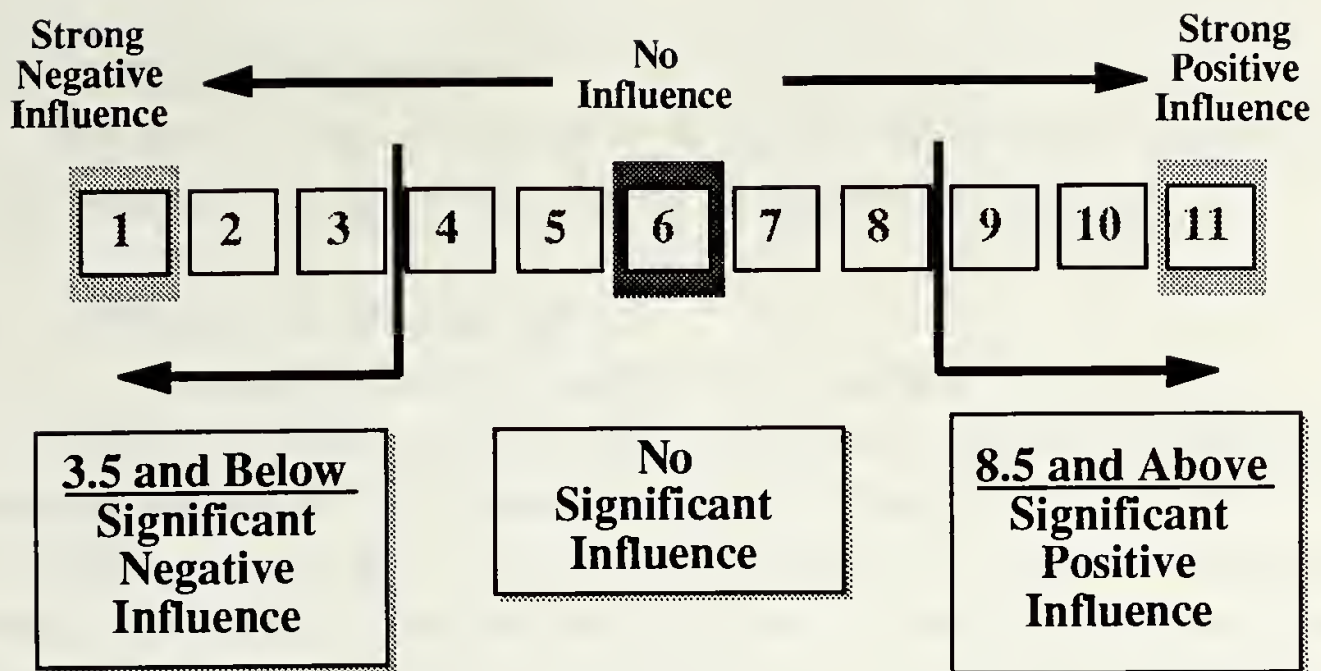 Strong
Negative
Influence
No
Influence
Strong
Positive
Influence
1 2 3 4 5 6 7 8 9 10 11
3.5 and Below
Significant
Negative
Influence
No
Significant
Influence
8.5 and Above
Significant
Positive
Influence